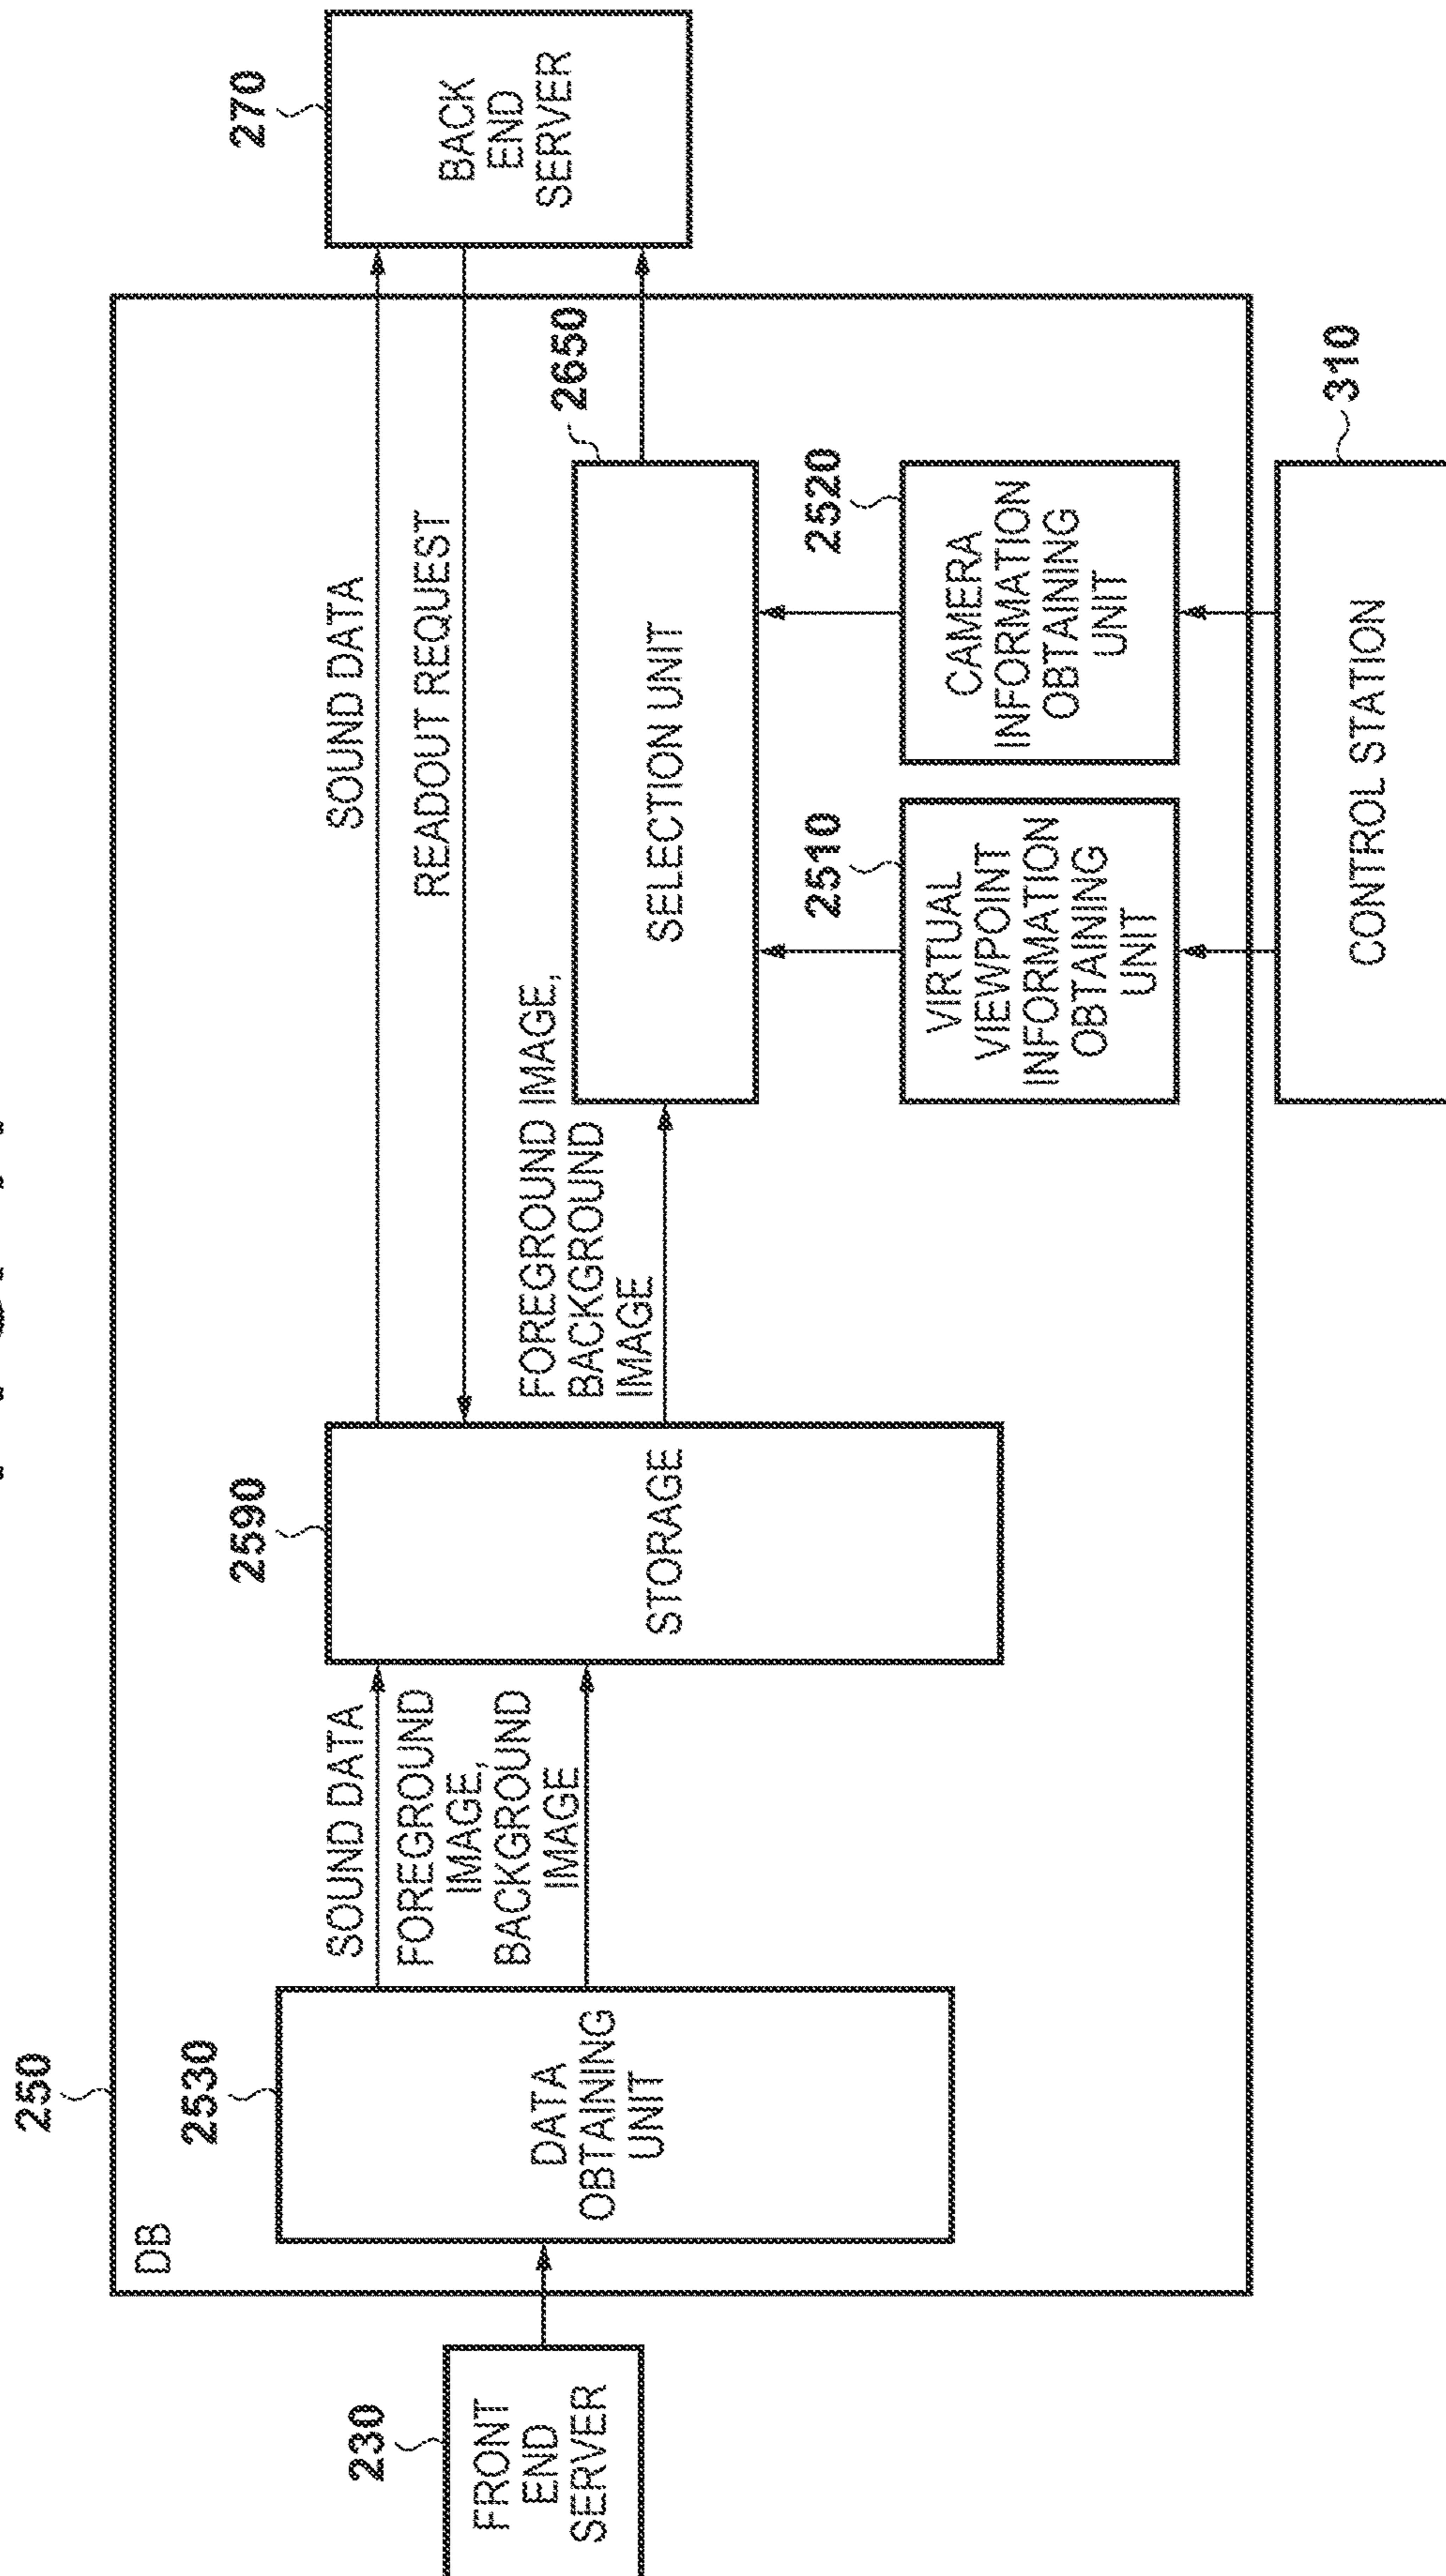 250
DB
230
FRONT
END
SERVER
2530
DATA
OBTAINING
UNIT
SOUND DATA
FOREGROUND
IMAGE,
BACKGROUND
IMAGE
2590
STORAGE
SOUND DATA
READOUT REQUEST
FOREGROUND IMAGE,
BACKGROUND
IMAGE
2650
SELECTION UNIT
2510
VIRTUAL
VIEWPOINT
INFORMATION
OBTAINING
UNIT
2520
CAMERA
INFORMATION
OBTAINING
UNIT
270
BACK
END
SERVER
310
CONTROL STATION